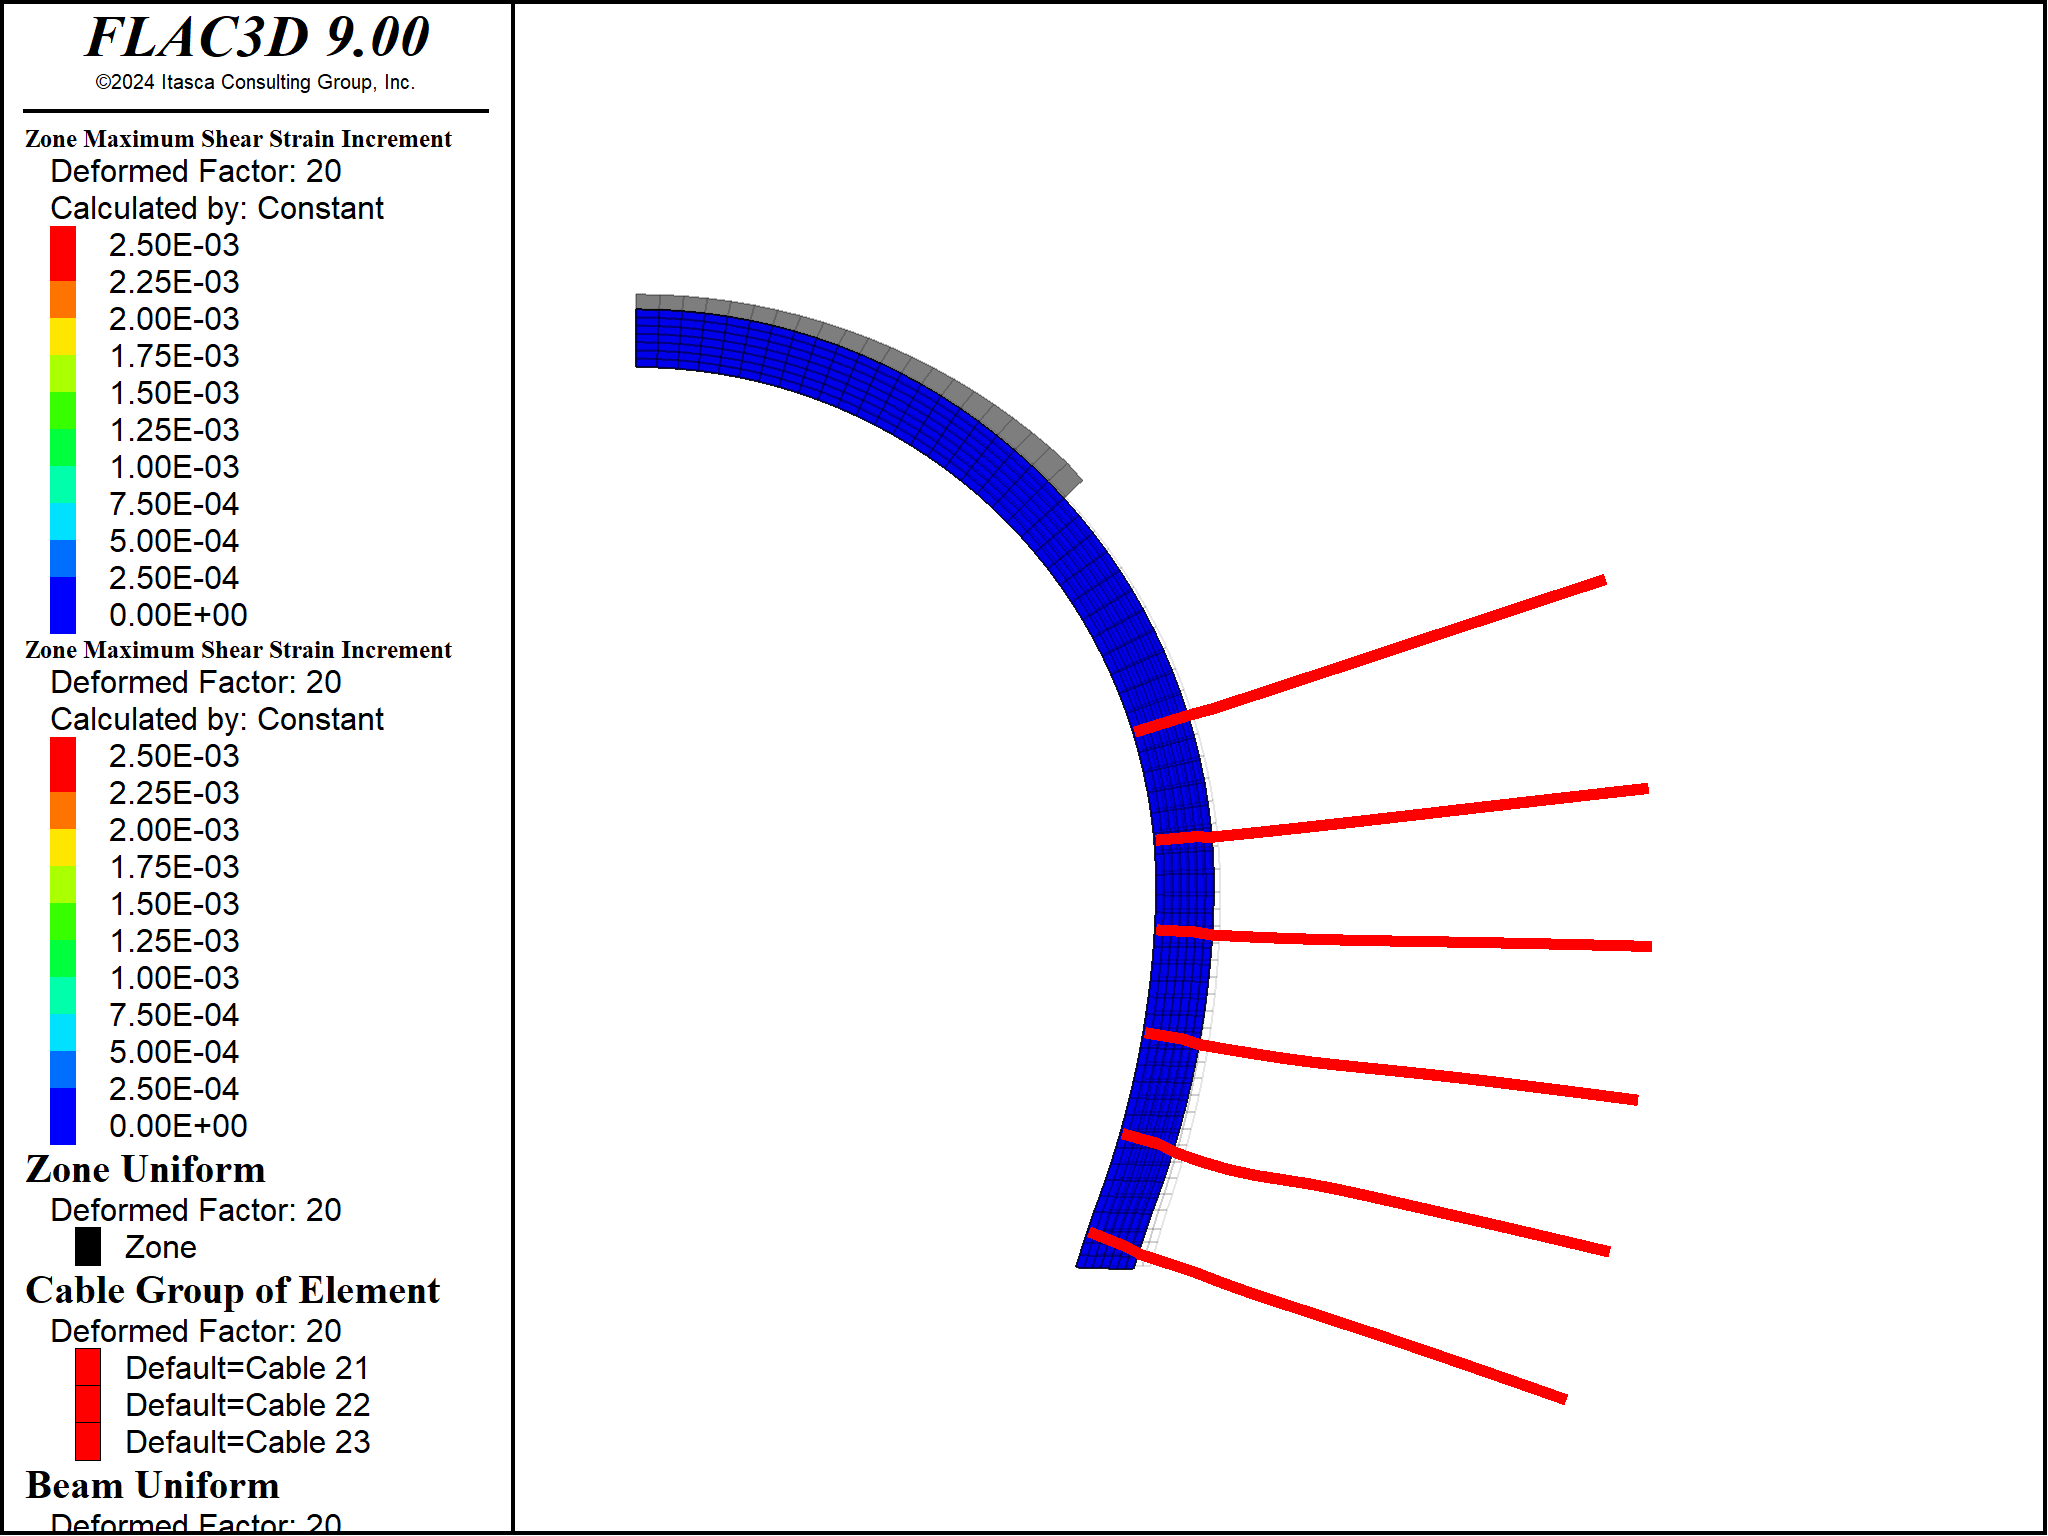 FLAC3D 9.00
©2024 Itasca Consulting Group, Inc.
Zone Maximum Shear Strain Increment
Deformed Factor: 20
Calculated by: Constant
2.50E-03
2.25E-03
2.00E-03
1.75E-03
1.50E-03
1.25E-03
1.00E-03
7.50E-04
5.00E-04
2.50E-04
0.00E+00
Zone Maximum Shear Strain Increment
Deformed Factor: 20
Calculated by: Constant
2.50E-03
2.25E-03
2.00E-03
1.75E-03
1.50E-03
1.25E-03
1.00E-03
7.50E-04
5.00E-04
2.50E-04
0.00E+00
Zone Uniform
Deformed Factor: 20
Zone
Cable Group of Element
Deformed Factor: 20
Default=Cable 21
Default=Cable 22
Default=Cable 23
Beam Uniform
Deformed Factor: 20